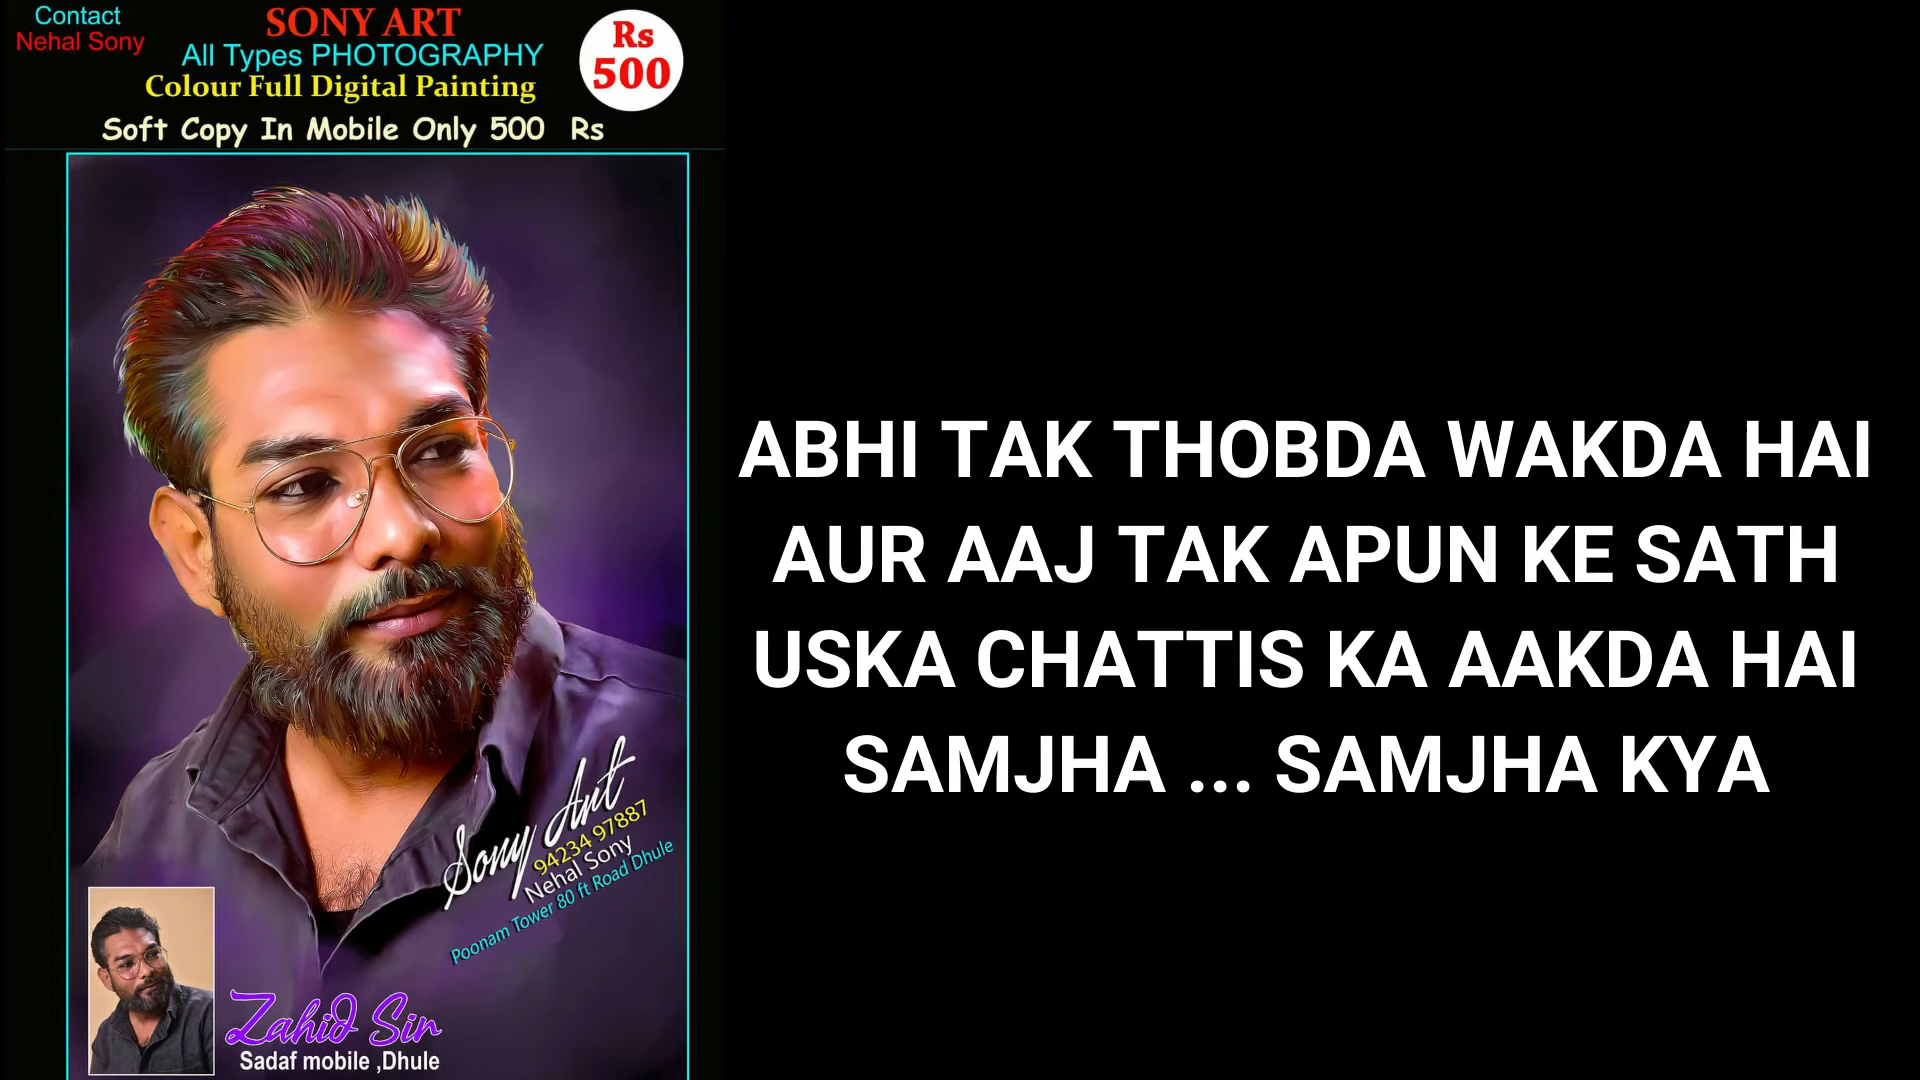 Contact
Nehal Sony
SONY ART
All Types PHOTOGRAPHY
Colour Full Digital Painting
Soft Copy In Mobile Only 500 Rs
Rs
500
Sony Art
94234 97887
Nehal Sony
Poonam Tower 80 ft Road Dhule
Zahid Sir
Sadaf mobile ,Dhule
ABHI TAK THOBDA WAKDA HAI
AUR AAJ TAK APUN KE SATH
USKA CHATTIS KA AAKDA HAI
SAMJHA ... SAMJHA KYA